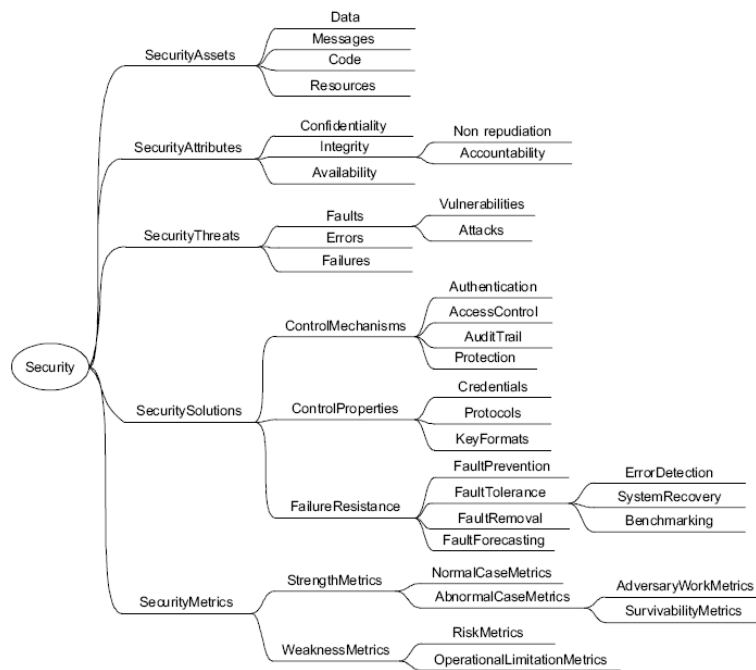 Security
SecurityAssets
Data
Messages
Code
Resources
SecurityAttributes
Confidentiality
Integrity
Non repudiation
Accountability
Availability
SecurityThreats
Faults
Vulnerabilities
Attacks
Errors
Failures
SecuritySolutions
ControlMechanisms
Authentication
AccessControl
AuditTrail
Protection
ControlProperties
Credentials
Protocols
KeyFormats
FailureResistance
FaultPrevention
FaultTolerance
ErrorDetection
SystemRecovery
Benchmarking
FaultRemoval
FaultForecasting
SecurityMetrics
StrengthMetrics
NormalCaseMetrics
AbnormalCaseMetrics
AdversaryWorkMetrics
SurvivabilityMetrics
WeaknessMetrics
RiskMetrics
OperationalLimitationMetrics